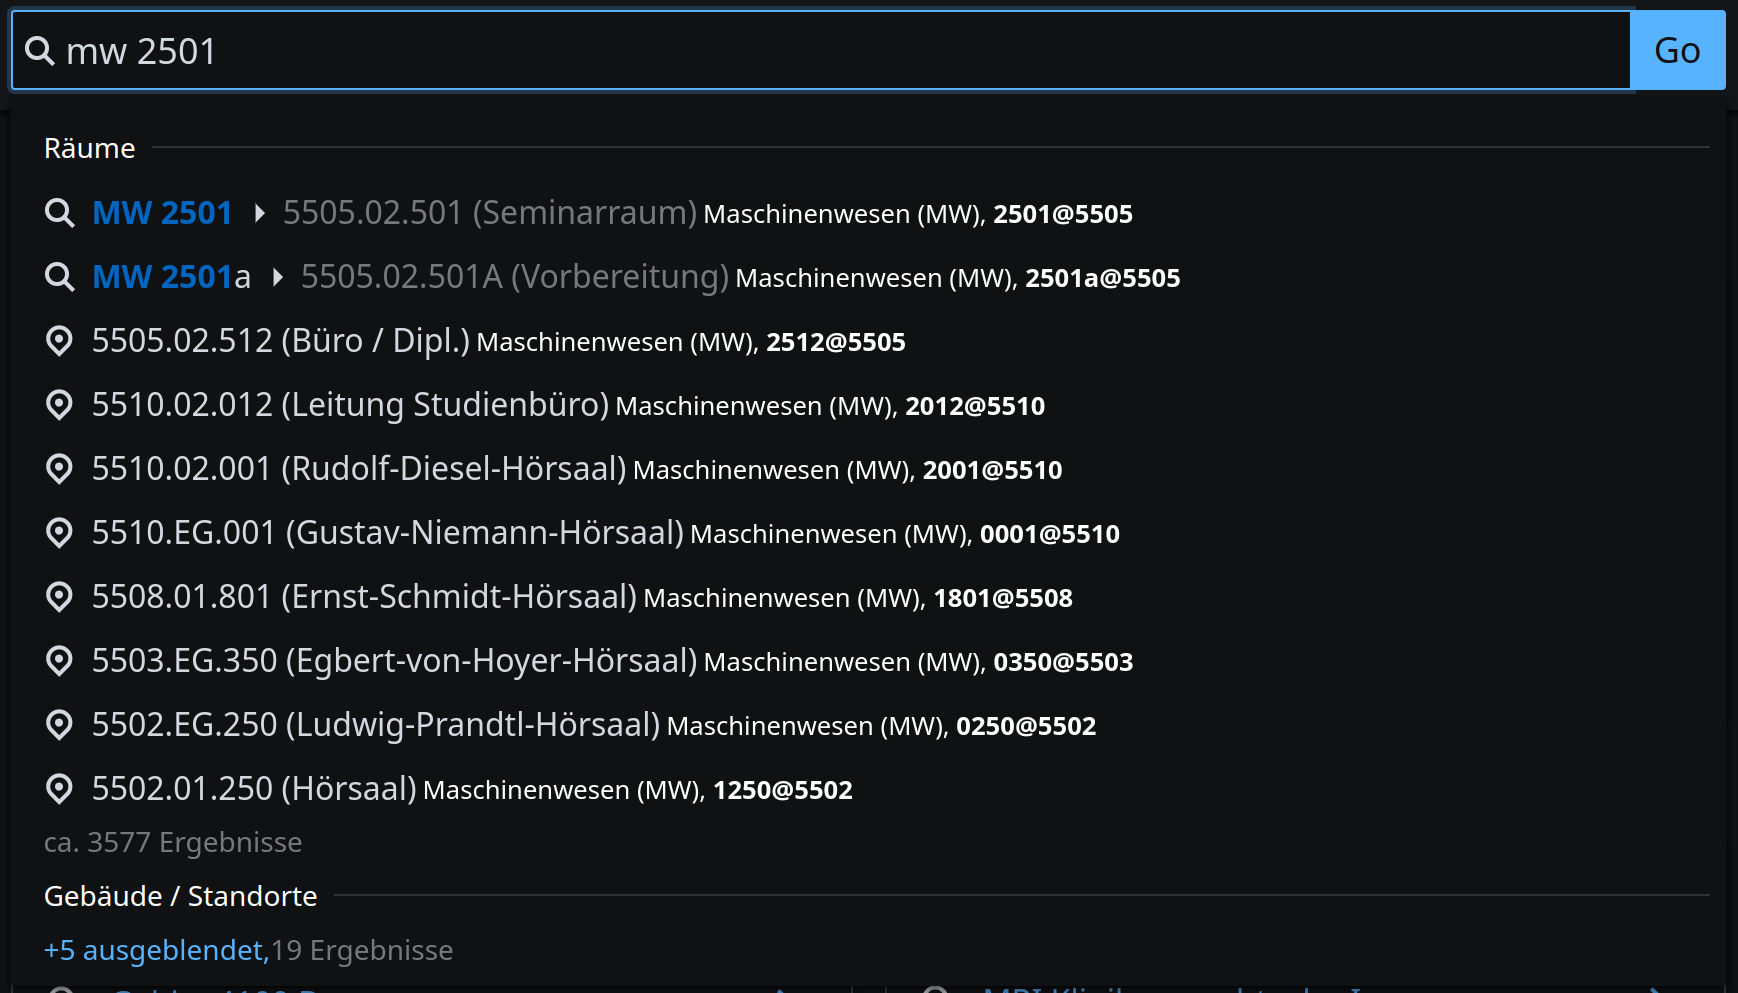 mw 2501
Go
Räume
MW 2501 5505.02.501 (Seminarraum) Maschinenwesen (MW), 2501@5505
MW 2501a 5505.02.501A (Vorbereitung) Maschinenwesen (MW), 2501a@5505
5505.02.512 (Büro / Dipl.) Maschinenwesen (MW), 2512@5505
5510.02.012 (Leitung Studienbüro) Maschinenwesen (MW), 2012@5510
5510.02.001 (Rudolf-Diesel-Hörsaal) Maschinenwesen (MW), 2001@5510
5510.EG.001 (Gustav-Niemann-Hörsaal) Maschinenwesen (MW), 0001@5510
5508.01.801 (Ernst-Schmidt-Hörsaal) Maschinenwesen (MW), 1801@5508
5503.EG.350 (Egbert-von-Hoyer-Hörsaal) Maschinenwesen (MW), 0350@5503
5502.EG.250 (Ludwig-Prandtl-Hörsaal) Maschinenwesen (MW), 0250@5502
5502.01.250 (Hörsaal) Maschinenwesen (MW), 1250@5502
ca. 3577 Ergebnisse
Gebäude / Standorte
+5 ausgeblendet,19 Ergebnisse